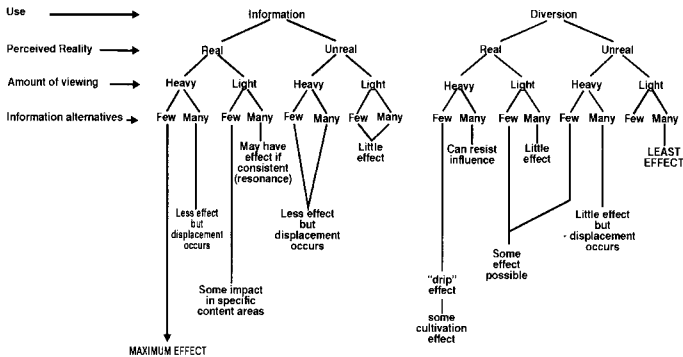 Use Information Diversion
Perceived Reality Real Unreal Real Unreal
Amount of viewing Heavy Light Heavy Light Heavy Light Heavy Light
Information alternatives Few Many Few Many Few Many Few Many Few Many Few Many Few Many Few Many
May have
effect if
consistent
(resonance)
Little
effect
Can resist
influence
Little
effect
LEAST
EFFECT
Less effect
but
displacement
occurs
Less effect
but
displacement
occurs
Little effect
but
displacement
occurs
Some
effect
possible
Some impact
in specific
content areas
"drip"
effect
some
cultivation
effect
MAXIMUM EFFECT